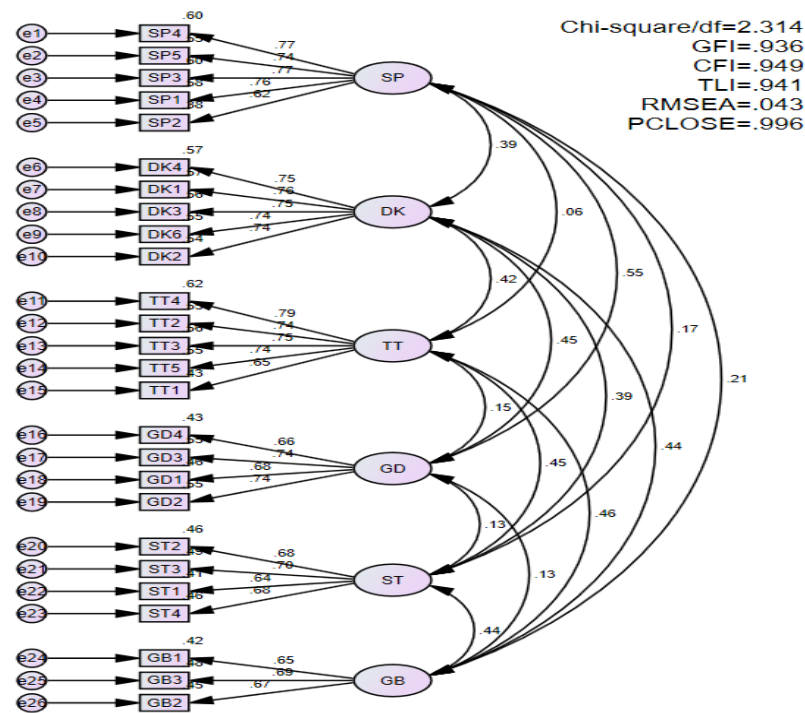 Chi-square/df=2.314
GFI=.936
CFI=.949
TLI=.941
RMSEA=.043
PCLOSE=.996
.60
e1 SP4 .77
e2 SP5 .74
e3 SP3 .77 SP
e4 SP1 .76
e5 SP2 .62
.39
.06
.55
.17
.21
.57
e6 DK4 .75
e7 DK1 .76
e8 DK3 .75 DK
e9 DK6 .74
e10 DK2 .74
.42
.45
.39
.44
.62
e11 TT4 .79
e12 TT2 .74
e13 TT3 .75 TT
e14 TT5 .74
e15 TT1 .65
.15
.45
.46
.43
e16 GD4 .66
e17 GD3 .74
e18 GD1 .68 GD
e19 GD2 .74
.13
.13
.46
e20 ST2 .68
e21 ST3 .70
e22 ST1 .64 ST
e23 ST4 .68
.44
.42
e24 GB1 .65
e25 GB3 .69 GB
e26 GB2 .67